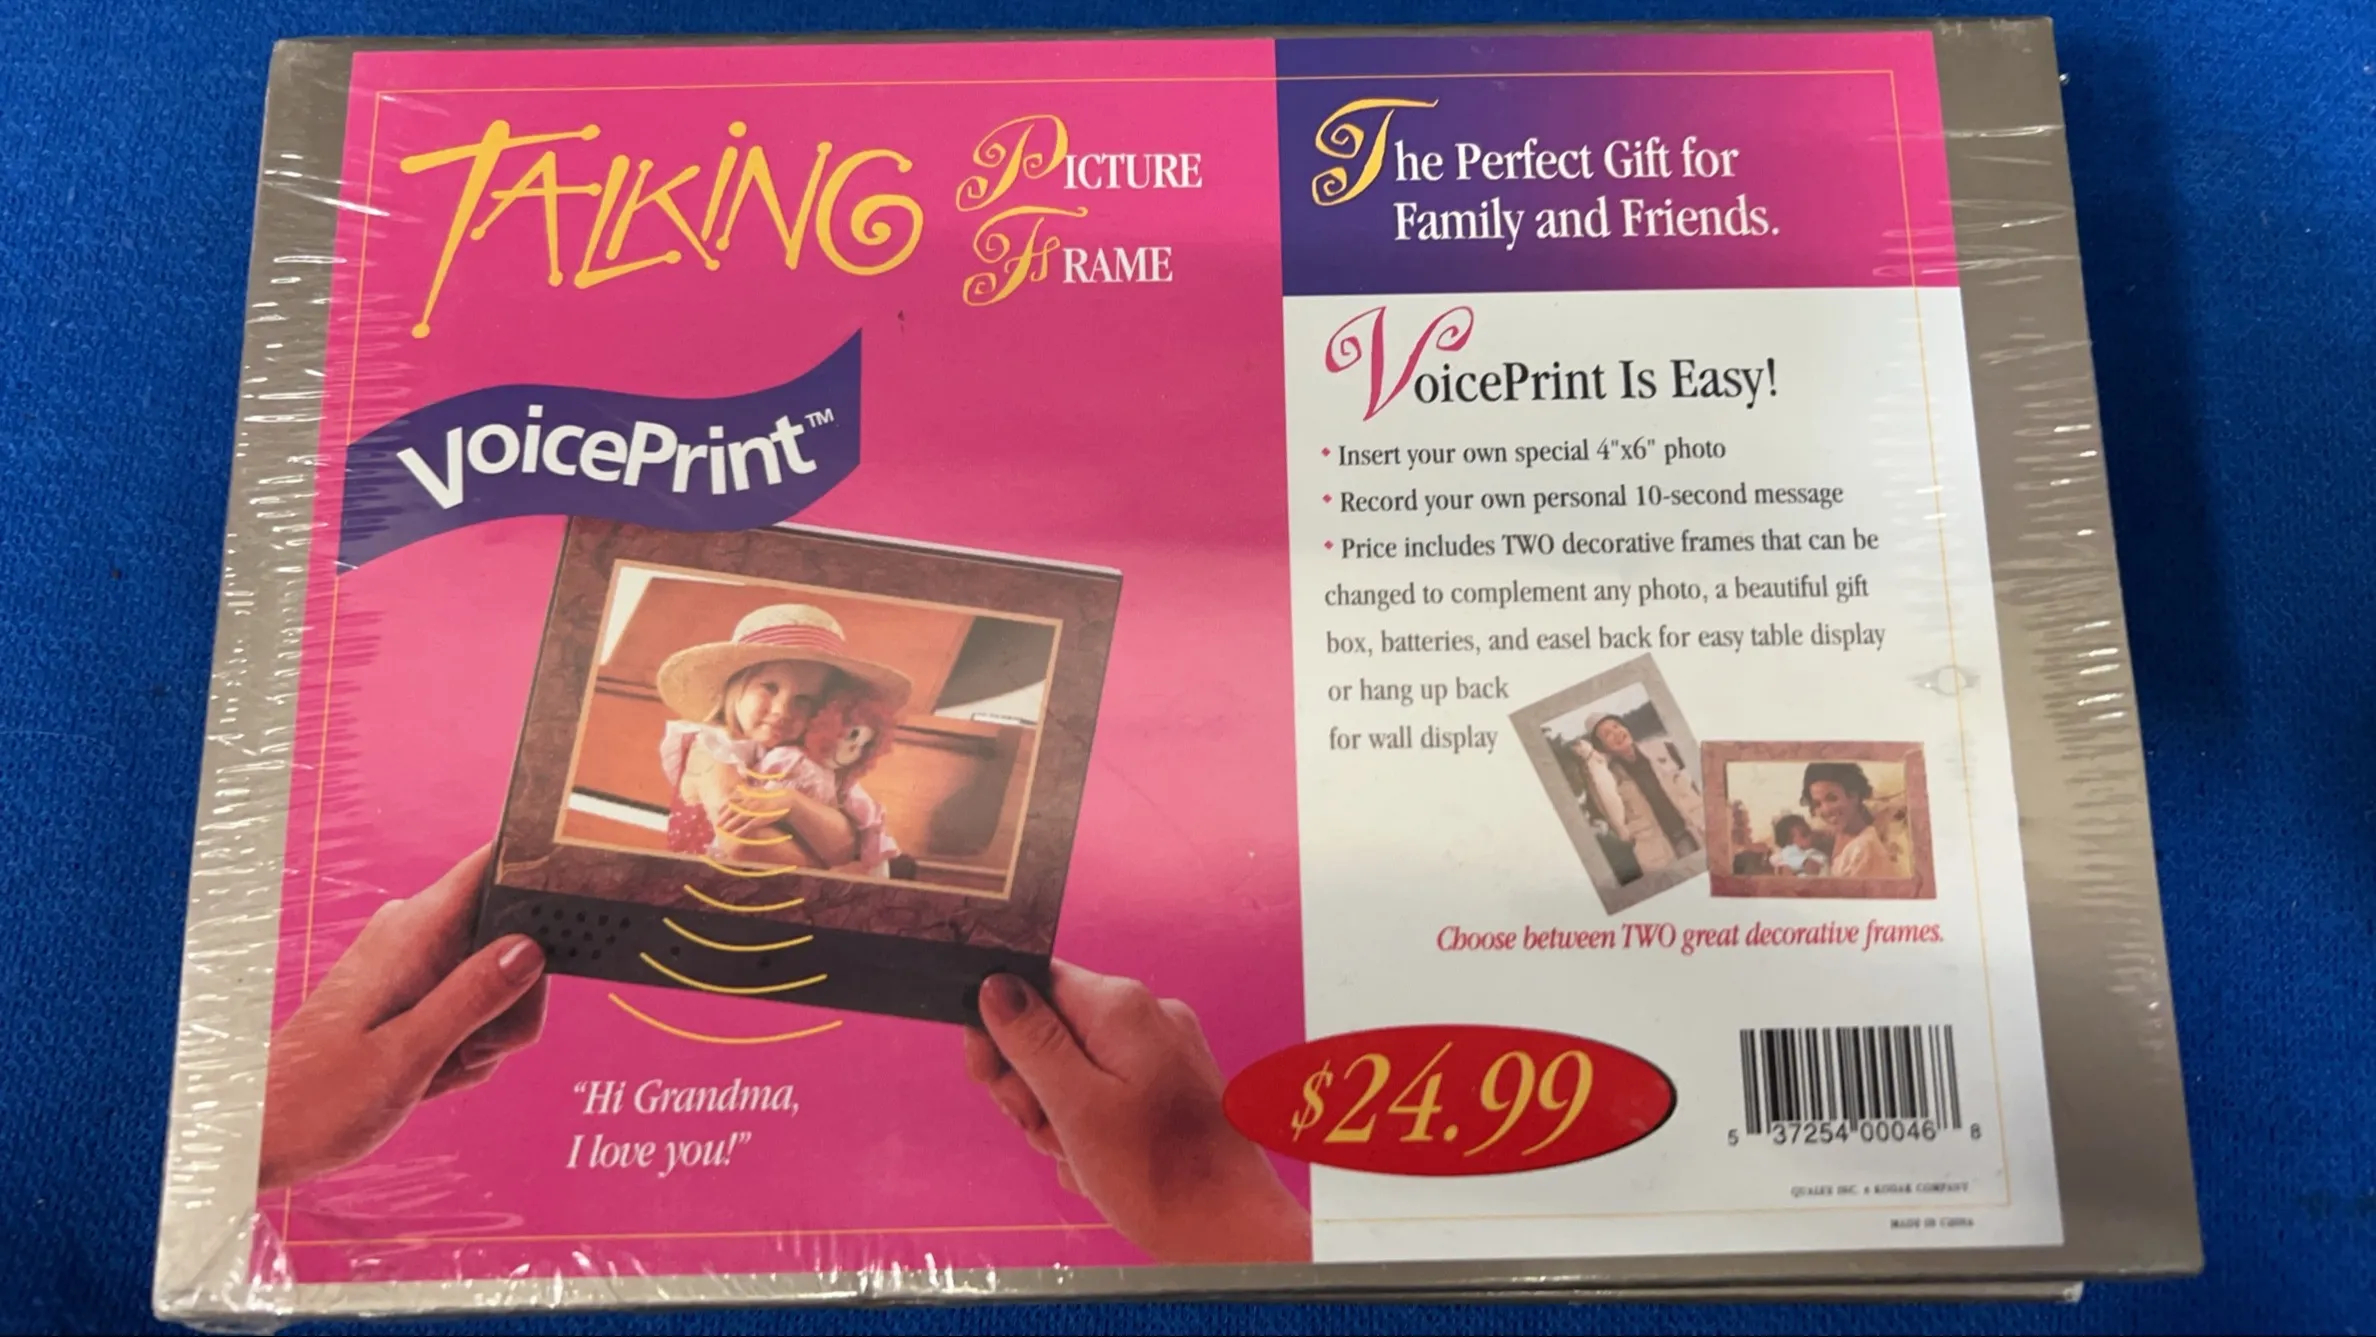 TALKING PICTURE FRAME
VoicePrint™
"Hi Grandma,
I love you!"
The Perfect Gift for
Family and Friends.
VoicePrint Is Easy!
• Insert your own special 4"x6" photo
• Record your own personal 10-second message
• Price includes TWO decorative frames that can be
changed to complement any photo, a beautiful gift
box, batteries, and easel back for easy table display
or hang up back
for wall display
Choose between TWO great decorative frames.
$24.99
5 37254 00046 8
QUALEX INC. A KODAK COMPANY
MADE IN CHINA